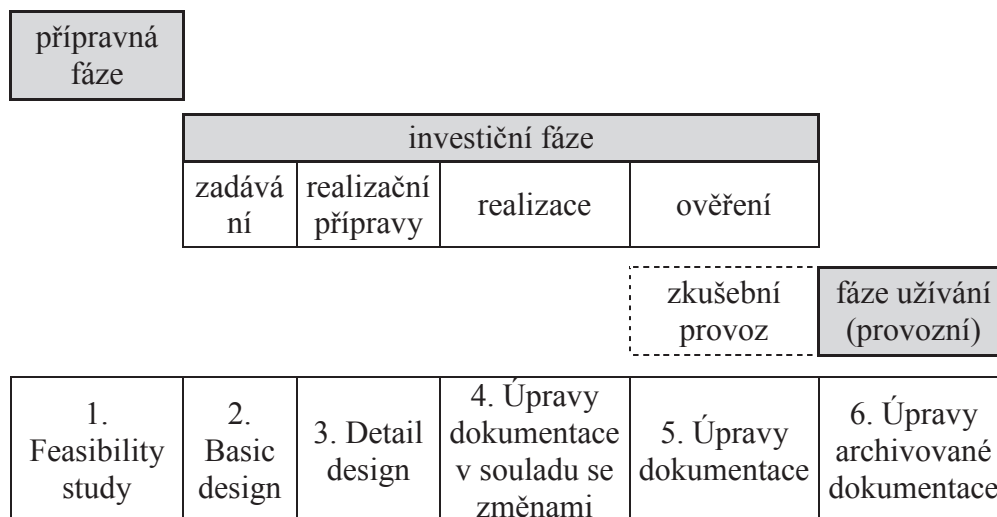 přípravná
fáze
investiční fáze
zadává
ní
realizační
přípravy
realizace
ověření
zkušební
provoz
fáze užívání
(provozní)
1.
Feasibility
study
2.
Basic
design
3. Detail
design
4. Úpravy
dokumentace
v souladu se
změnami
5. Úpravy
dokumentace
6. Úpravy
archivované
dokumentace